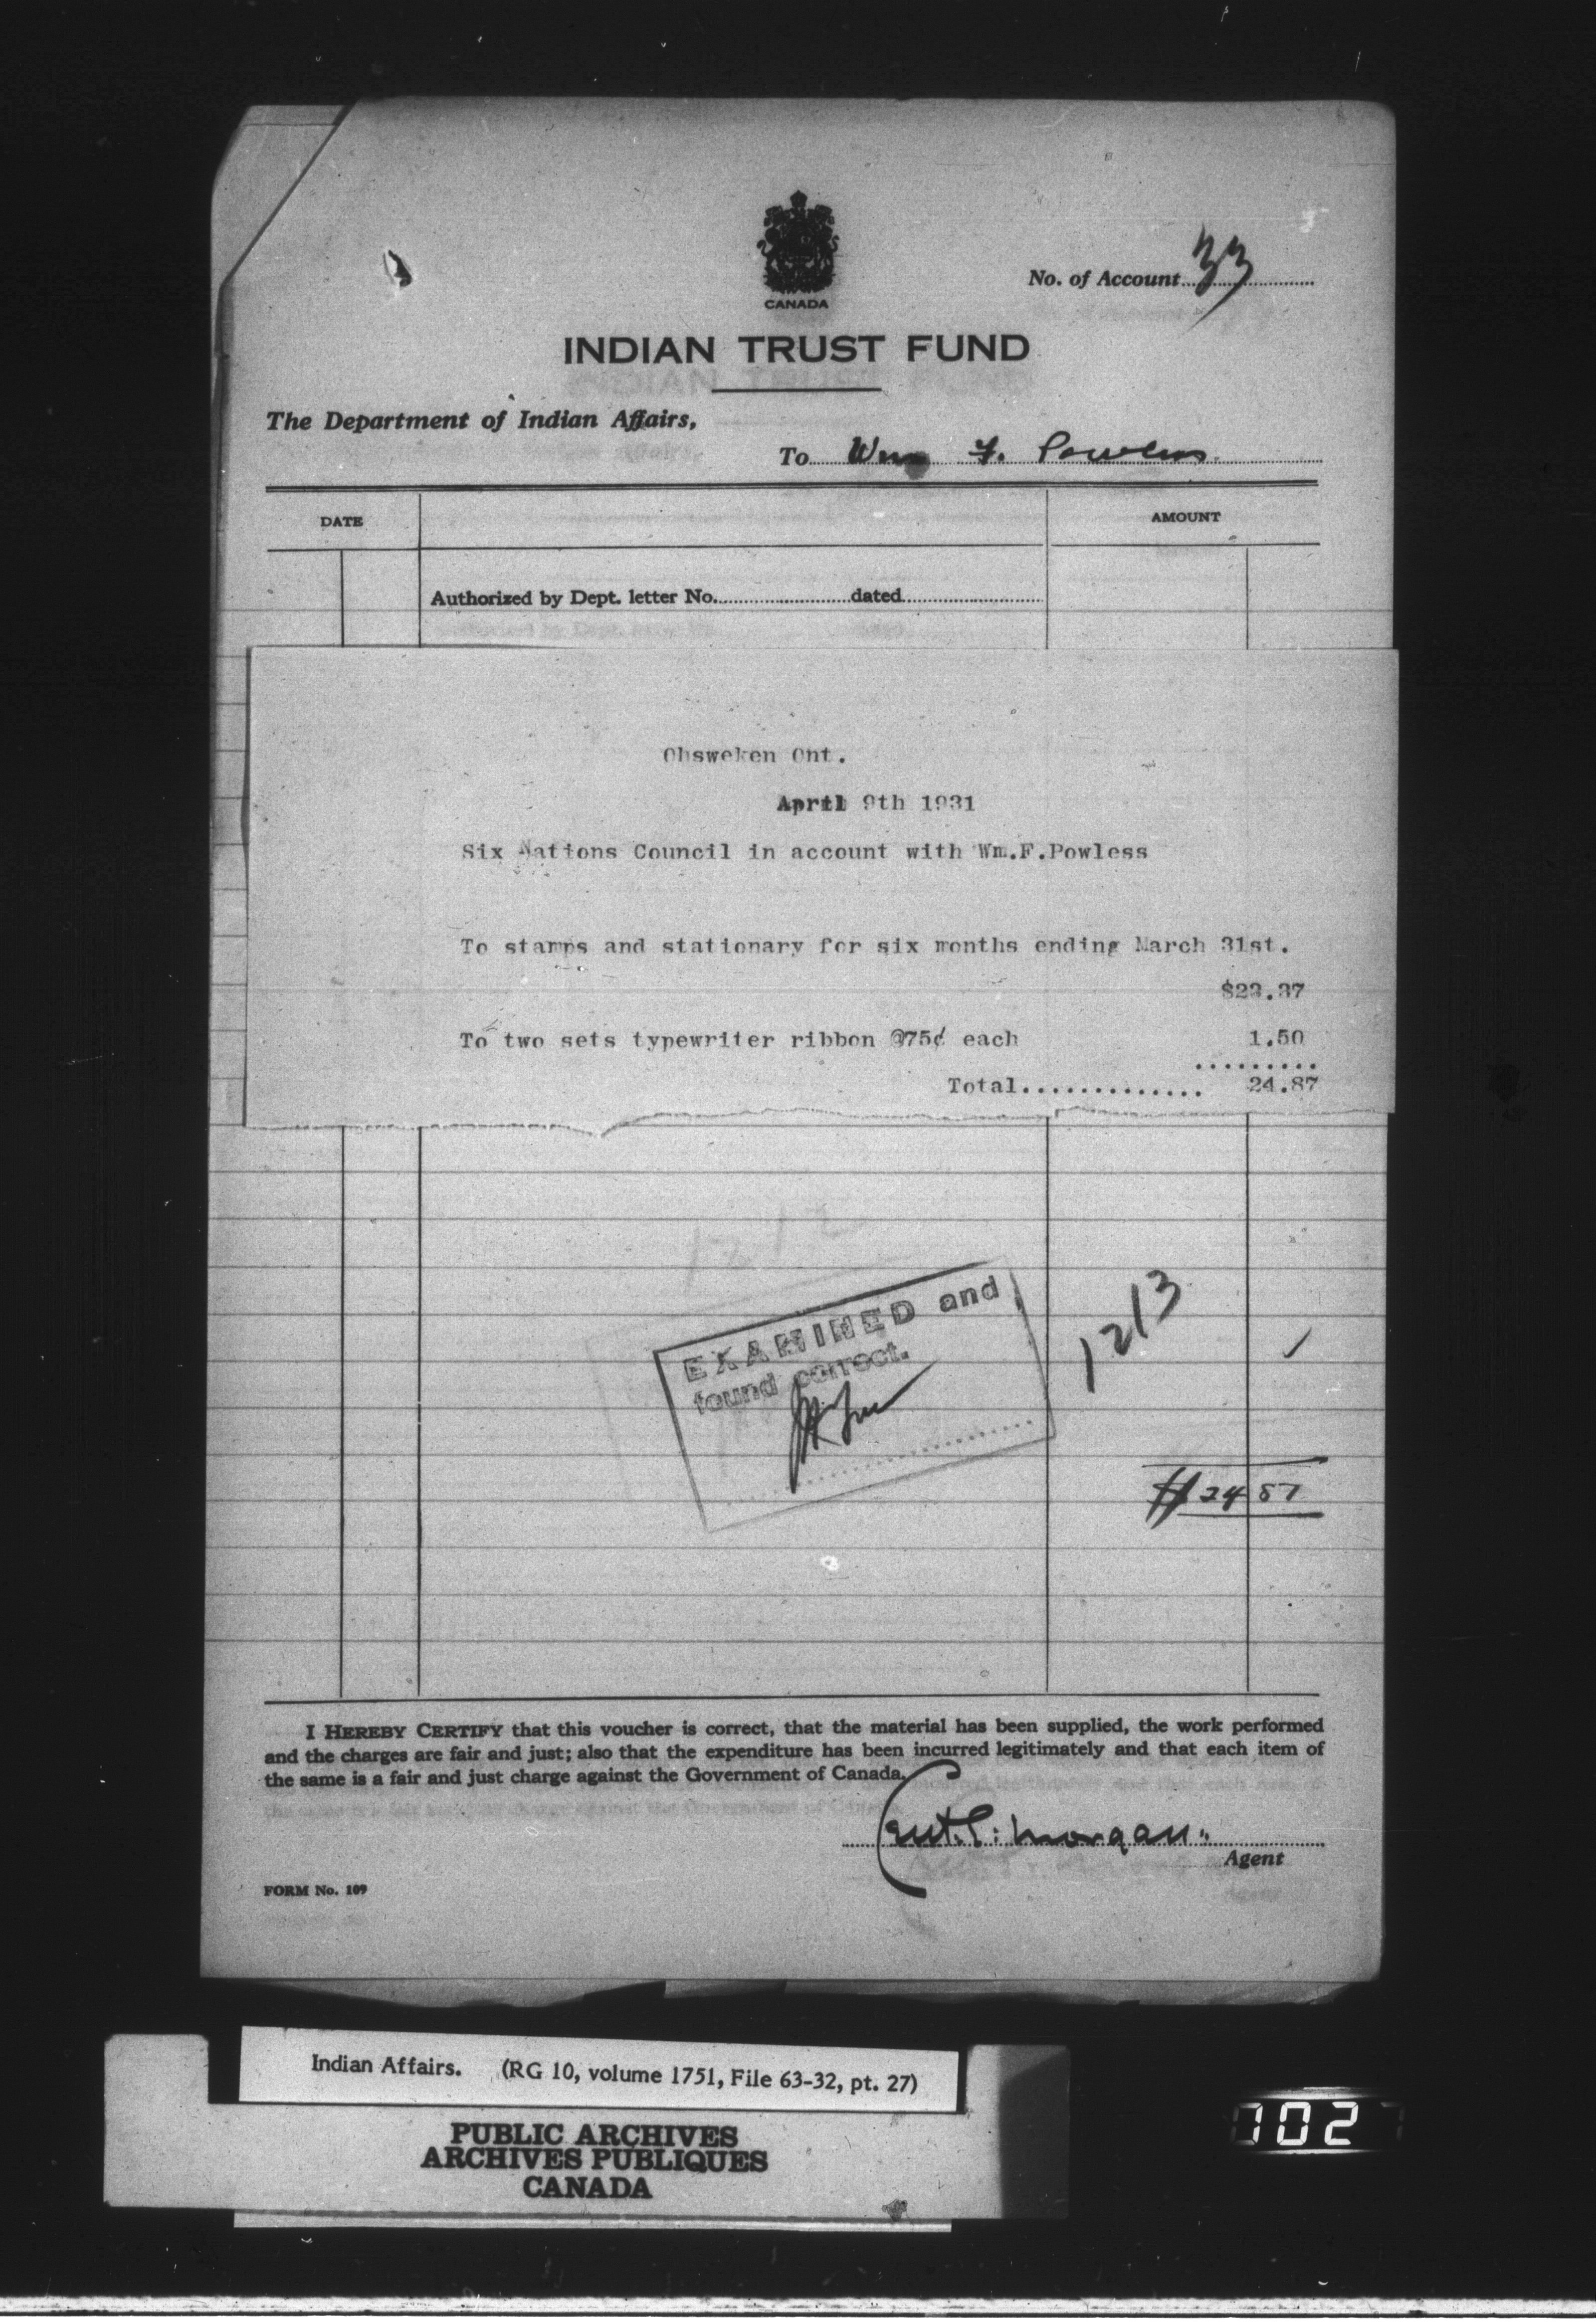 CANADA
No. of Account 33
INDIAN TRUST FUND
The Department of Indian Affairs,
To Wm F. Powless
DATE
AMOUNT
Authorized by Dept. letter No. dated
Ohsweken Ont.
April 9th 1931
Six Nations Council in account with Wm.F.Powless
To stamps and stationary for six months ending March 31st.
$23.37
To two sets typewriter ribbon @75¢ each 1.50
.........
Total............. 24.87
EXAMINED and
found correct.
1213
$24 87
I HEREBY CERTIFY that this voucher is correct, that the material has been supplied, the work performed
and the charges are fair and just; also that the expenditure has been incurred legitimately and that each item of
the same is a fair and just charge against the Government of Canada.
Morgan
Agent
FORM No. 109
Indian Affairs. (RG 10, volume 1751, File 63-32, pt. 27)
PUBLIC ARCHIVES
ARCHIVES PUBLIQUES
CANADA
702